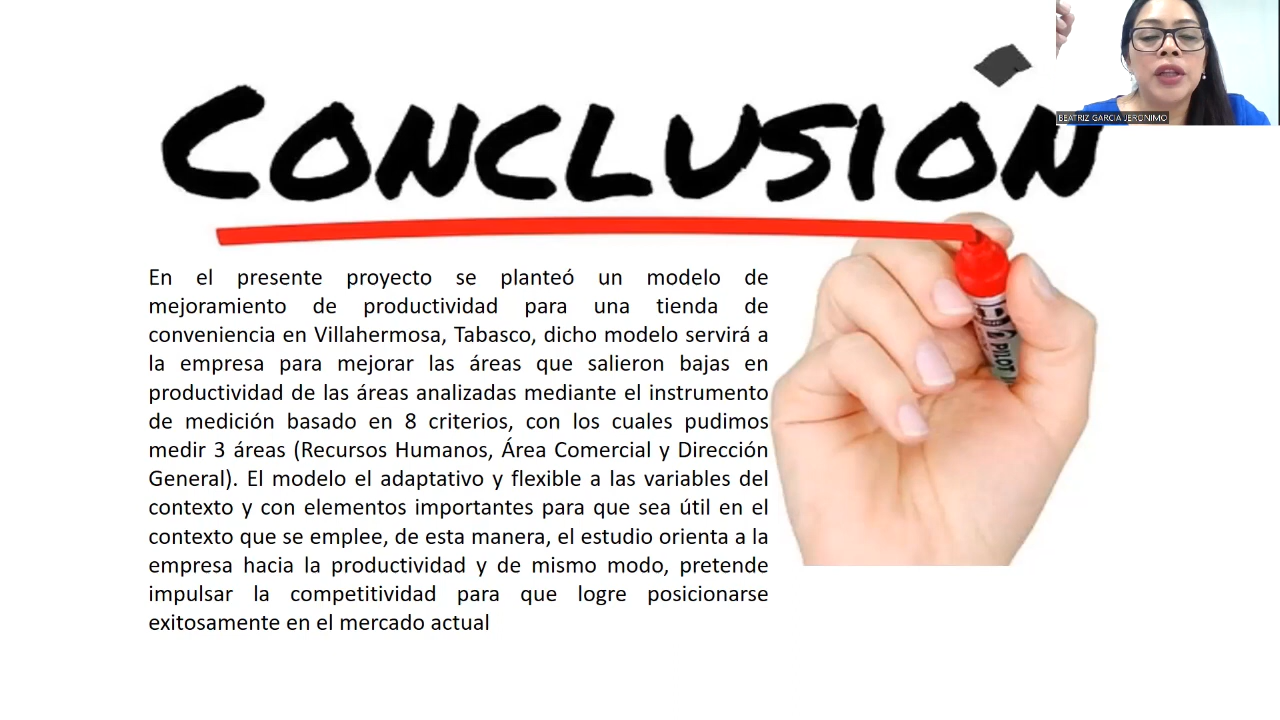 CONCLUSIÓN
BEATRIZ GARCIA JERONIMO
En el presente proyecto se planteó un modelo de
mejoramiento de productividad para una tienda de
conveniencia en Villahermosa, Tabasco, dicho modelo servirá a
la empresa para mejorar las áreas que salieron bajas en
productividad de las áreas analizadas mediante el instrumento
de medición basado en 8 criterios, con los cuales pudimos
medir 3 áreas (Recursos Humanos, Área Comercial y Dirección
General). El modelo el adaptativo y flexible a las variables del
contexto y con elementos importantes para que sea útil en el
contexto que se emplee, de esta manera, el estudio orienta a la
empresa hacia la productividad y de mismo modo, pretende
impulsar la competitividad para que logre posicionarse
exitosamente en el mercado actual
PILOT